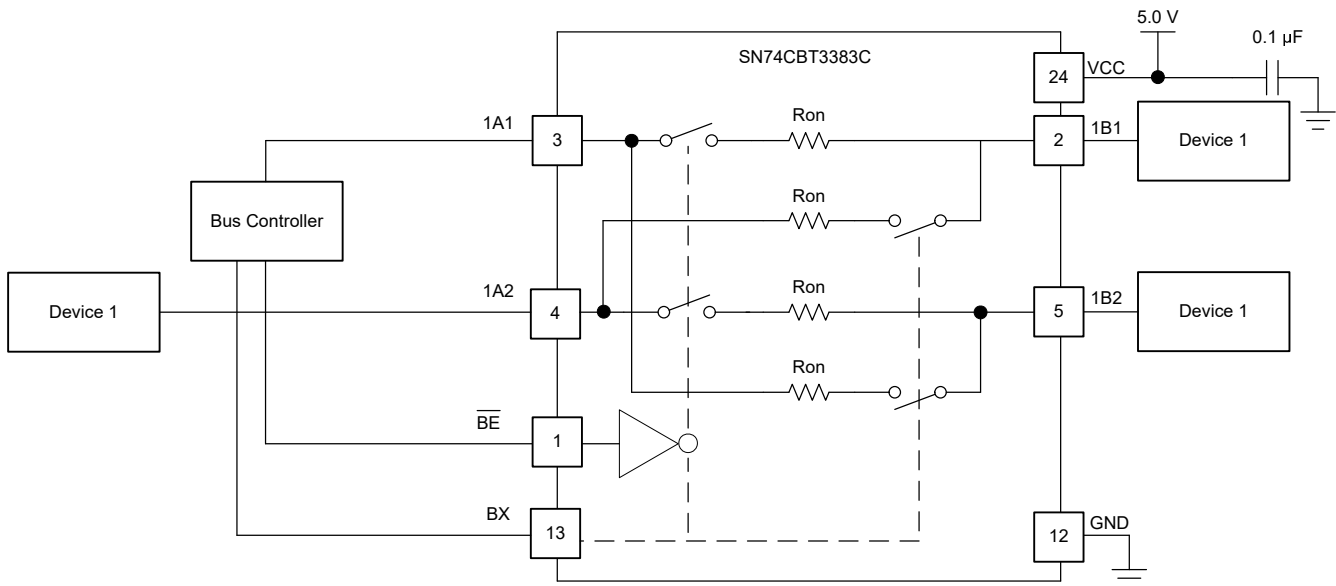 5.0 V
0.1 µF
SN74CBT3383C
24
VCC
1A1
3
Ron
2
1B1
Device 1
Bus Controller
Ron
Device 1
1A2
4
Ron
5
1B2
Device 1
Ron
BE
1
BX
13
12
GND